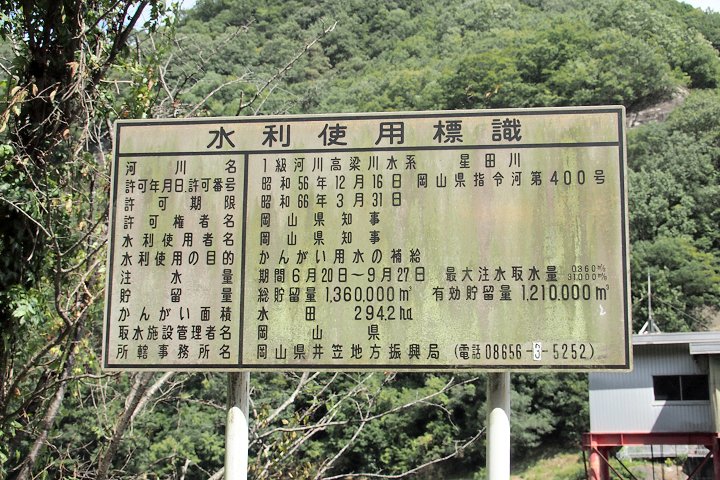 水利使用標識
河川名 1級河川高梁川水系 星田川
許可年月日、許可番号 昭和56年12月16日 岡山県指令河第400号
許可期限 昭和66年3月31日
許可権者名 岡山県知事
水利使用者名 岡山県知事
水利使用の目的 かんがい用水の補給
注水量 期間6月20日〜9月27日 最大注水取水量
貯留量 総貯留量1,360,000m³ 有効貯留量1,210,000m³
かんがい面積 水田 294.2ha
取水施設管理者名 岡山県
所轄事務所名 岡山県井笠地方振興局(電話08656-3-5252)